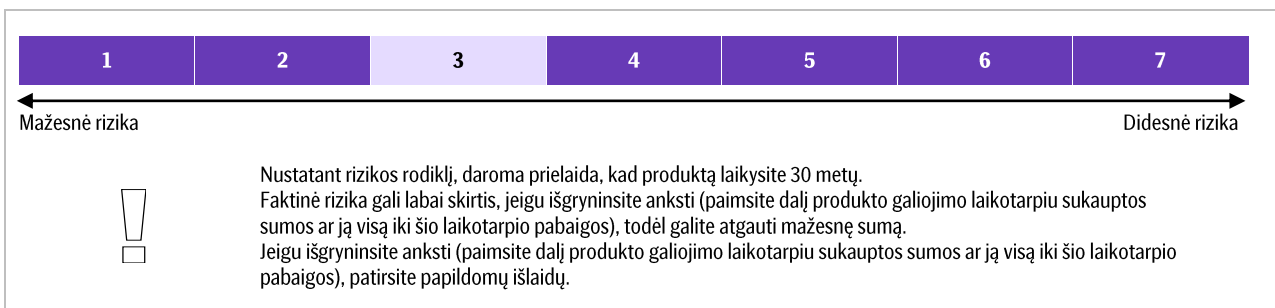 1 2 3 4 5 6 7
Mažesnė rizika Didesnė rizika
Nustatant rizikos rodiklį, daroma prielaida, kad produktą laikysite 30 metų.
Faktinė rizika gali labai skirtis, jeigu išgryninsite anksti (paimsite dalį produkto galiojimo laikotarpiu sukauptos
sumos ar ją visą iki šio laikotarpio pabaigos), todėl galite atgauti mažesnę sumą.
Jeigu išgryninsite anksti (paimsite dalį produkto galiojimo laikotarpiu sukauptos sumos ar ją visą iki šio laikotarpio
pabaigos), patirsite papildomų išlaidų.